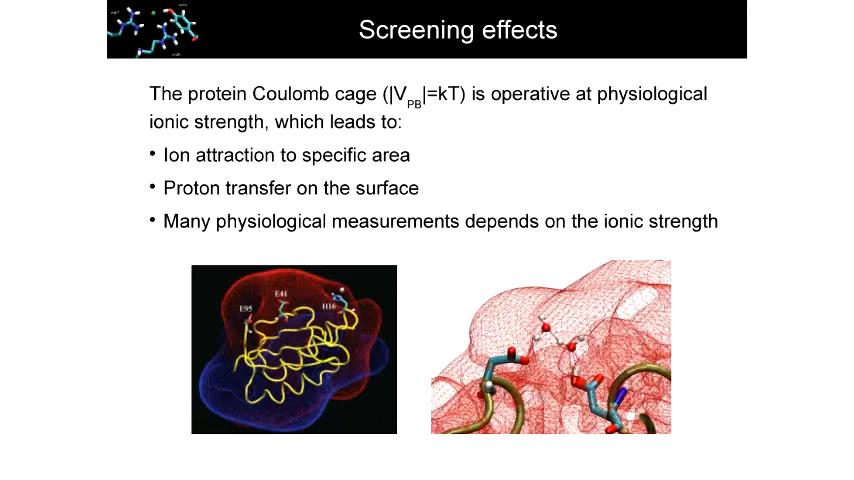 Screening effects
The protein Coulomb cage (|VPB|=kT) is operative at physiological
ionic strength, which leads to:
• Ion attraction to specific area
• Proton transfer on the surface
• Many physiological measurements depends on the ionic strength
E95
E41
H16